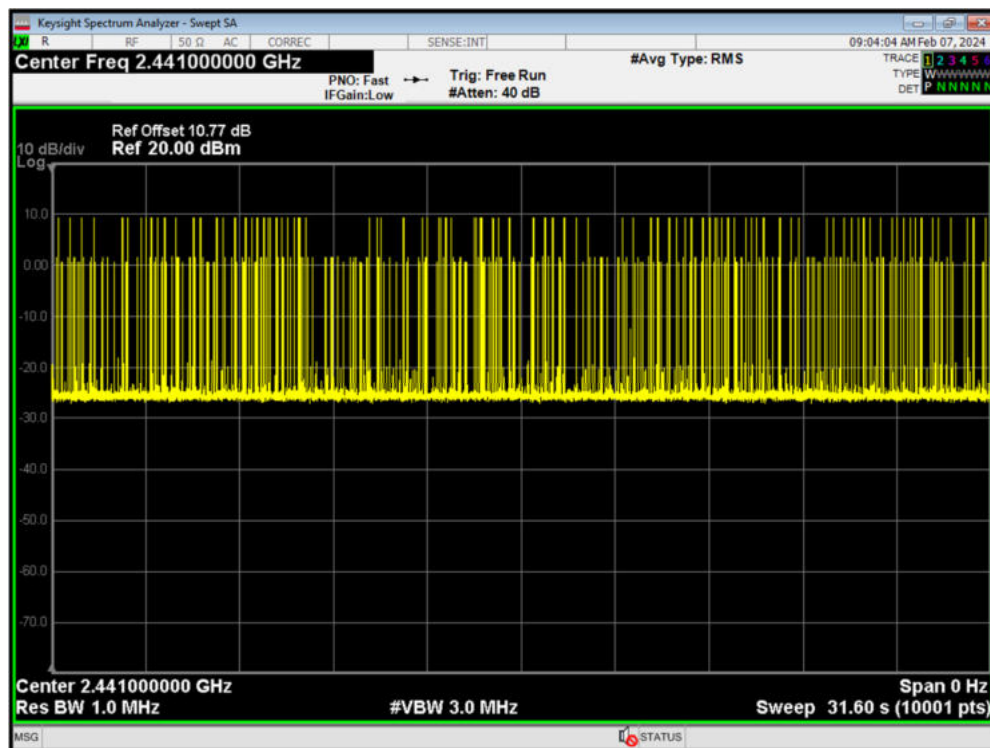 Keysight Spectrum Analyzer - Swept SA
LXI R RF 50 Ω AC CORREC SENSE:INT 09:04:04 AM Feb 07, 2024
Center Freq 2.441000000 GHz #Avg Type: RMS TRACE 1 2 3 4 5 6
PNO: Fast Trig: Free Run TYPE W W W W W W
IFGain:Low #Atten: 40 dB DET P N N N N N
Ref Offset 10.77 dB
10 dB/div Ref 20.00 dBm
Log
10.0
0.00
-10.0
-20.0
-30.0
-40.0
-50.0
-60.0
-70.0
Center 2.441000000 GHz Span 0 Hz
Res BW 1.0 MHz #VBW 3.0 MHz Sweep 31.60 s (10001 pts)
MSG STATUS